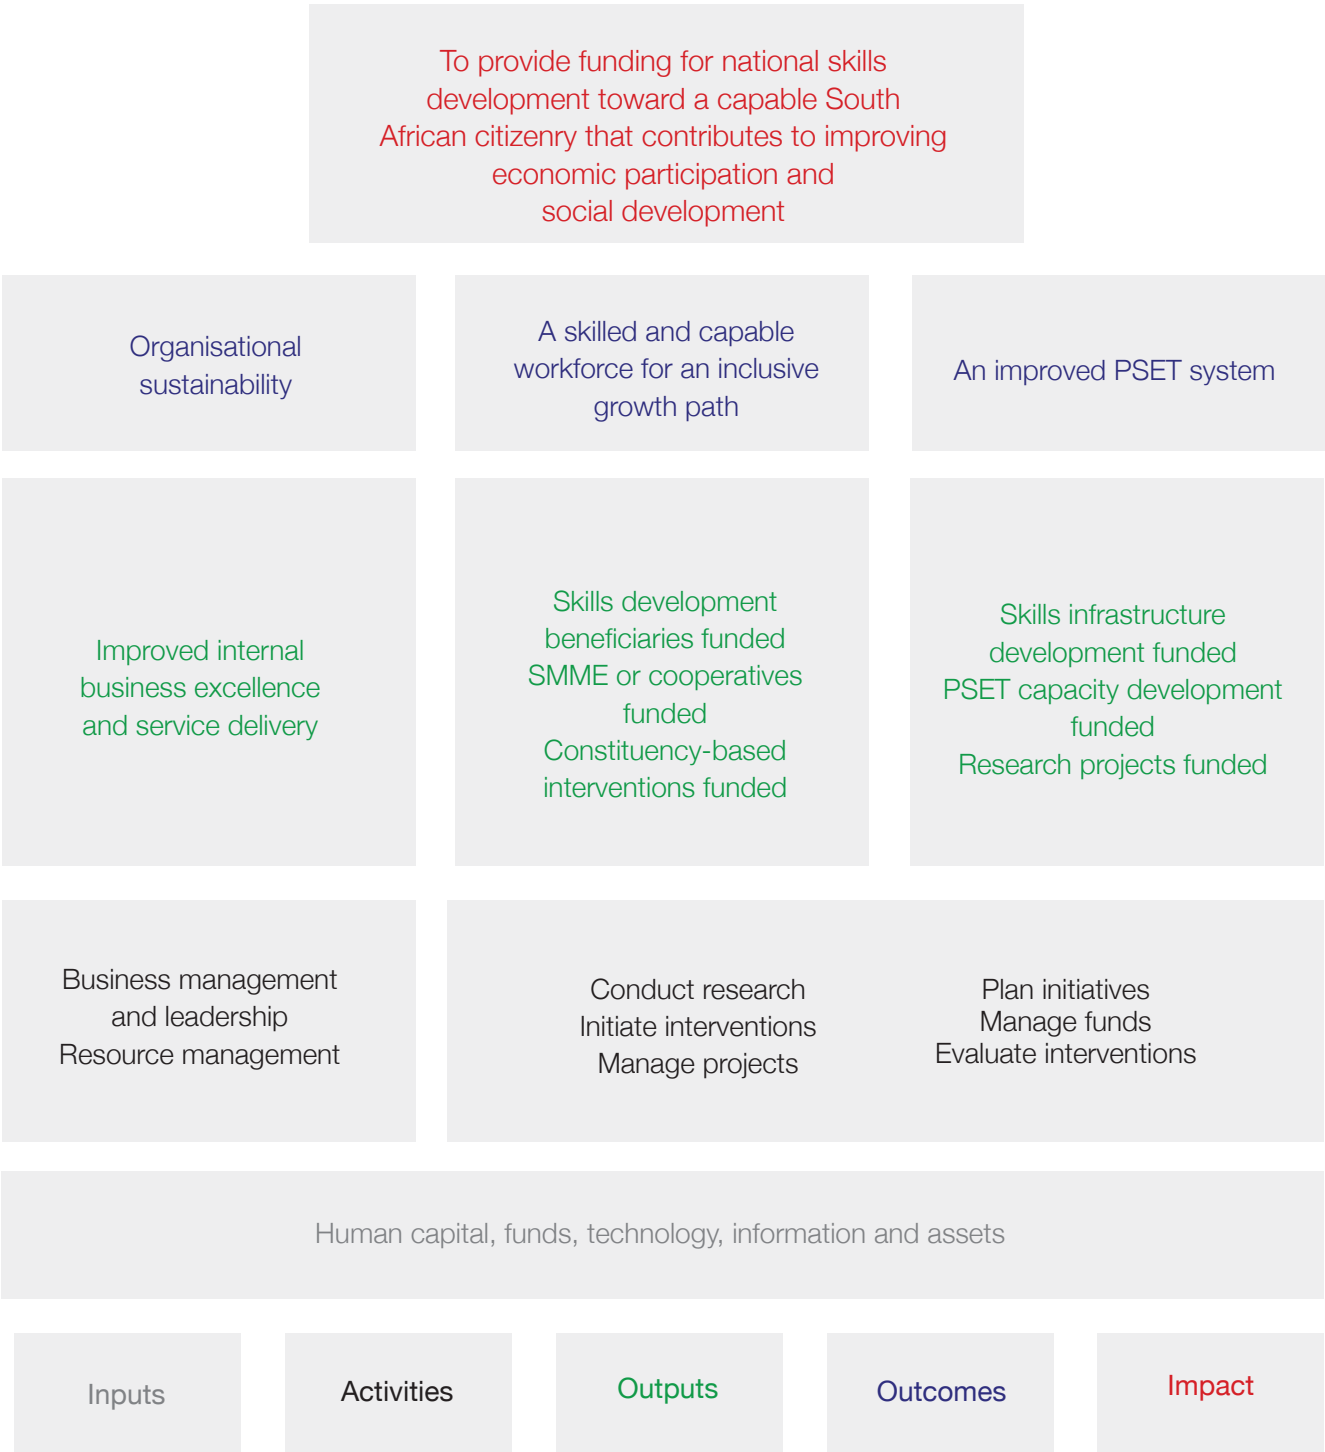 To provide funding for national skills
development toward a capable South
African citizenry that contributes to improving
economic participation and
social development
Organisational
sustainability
A skilled and capable
workforce for an inclusive
growth path
An improved PSET system
Improved internal
business excellence
and service delivery
Skills development
beneficiaries funded
SMME or cooperatives
funded
Constituency-based
interventions funded
Skills infrastructure
development funded
PSET capacity development
funded
Research projects funded
Business management
and leadership
Resource management
Conduct research
Initiate interventions
Manage projects
Plan initiatives
Manage funds
Evaluate interventions
Human capital, funds, technology, information and assets
Inputs
Activities
Outputs
Outcomes
Impact